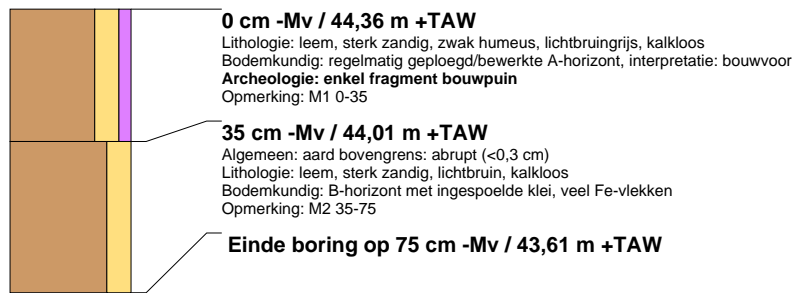 0 cm -Mv / 44,36 m +TAW
Lithologie: leem, sterk zandig, zwak humeus, lichtbruingrijs, kalkloos
Bodemkundig: regelmatig geploegd/bewerkte A-horizont, interpretatie: bouwvoor
Archeologie: enkel fragment bouwpuin
Opmerking: M1 0-35
35 cm -Mv / 44,01 m +TAW
Algemeen: aard bovengrens: abrupt (<0,3 cm)
Lithologie: leem, sterk zandig, lichtbruin, kalkloos
Bodemkundig: B-horizont met ingespoelde klei, veel Fe-vlekken
Opmerking: M2 35-75
Einde boring op 75 cm -Mv / 43,61 m +TAW